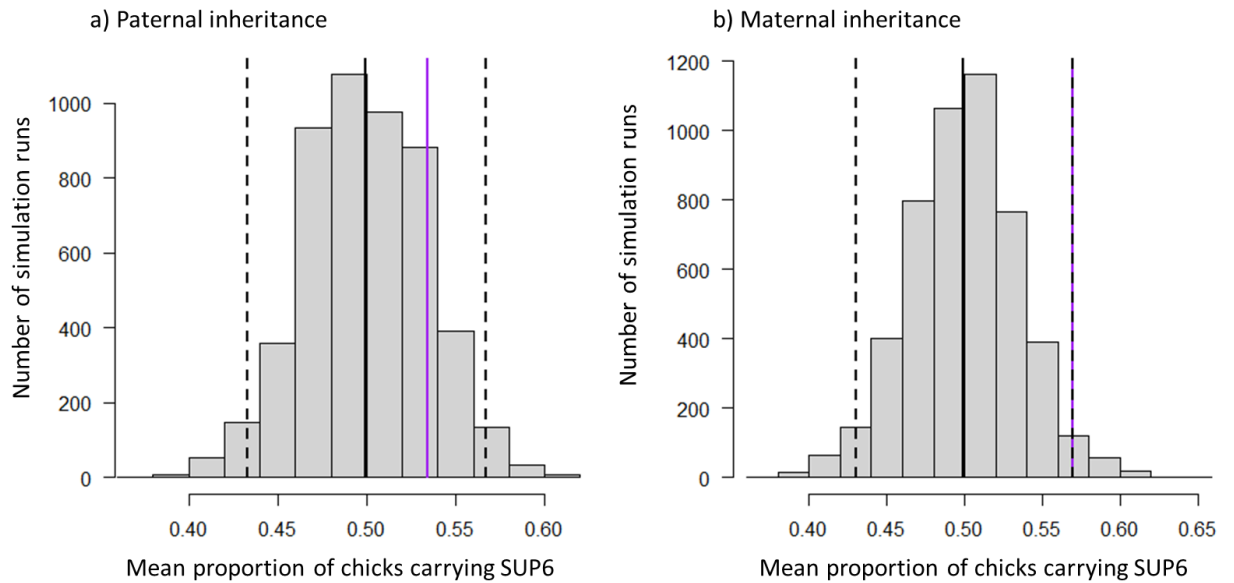 a) Paternal inheritance
Number of simulation runs
1000
800
600
400
200
0
0.40 0.45 0.50 0.55 0.60
Mean proportion of chicks carrying SUP6
b) Maternal inheritance
Number of simulation runs
1200
1000
800
600
400
200
0
0.40 0.45 0.50 0.55 0.60 0.65
Mean proportion of chicks carrying SUP6